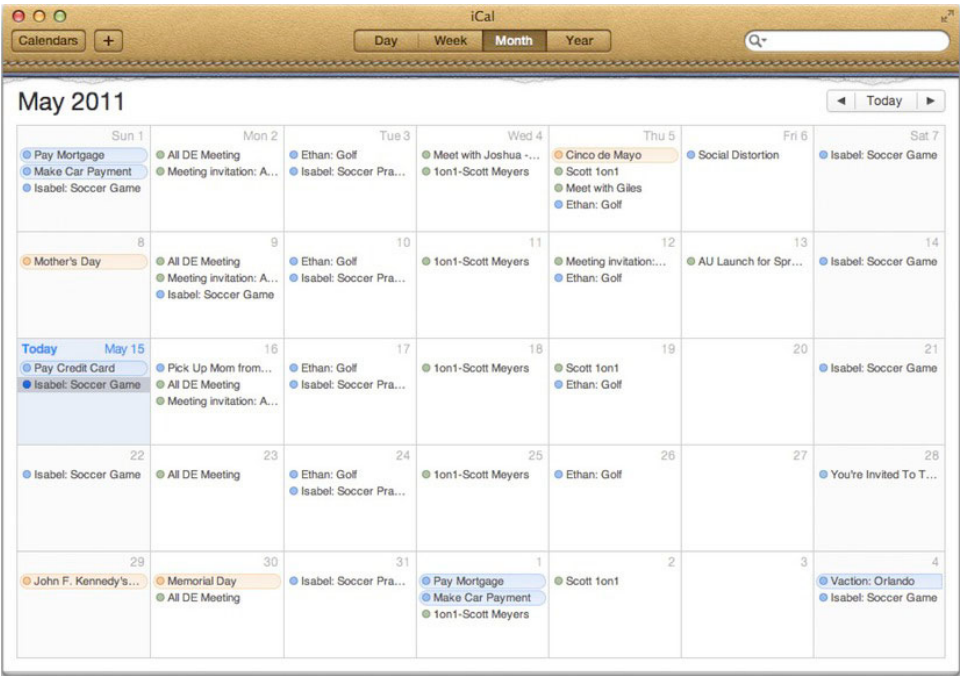 iCal
Calendars + Day Week Month Year
May 2011
◀ Today ▶
Sun 1 Mon 2 Tue 3 Wed 4 Thu 5 Fri 6 Sat 7
Pay Mortgage All DE Meeting Ethan: Golf Meet with Joshua -... Cinco de Mayo Social Distortion Isabel: Soccer Game
Make Car Payment Meeting invitation: A... Isabel: Soccer Pra... 1on1-Scott Meyers Scott 1on1
Isabel: Soccer Game Meet with Giles
Ethan: Golf
8 9 10 11 12 13 14
Mother's Day All DE Meeting Ethan: Golf 1on1-Scott Meyers Meeting invitation:... AU Launch for Spr... Isabel: Soccer Game
Meeting invitation: A... Isabel: Soccer Pra... Ethan: Golf
Isabel: Soccer Game
Today May 15 16 17 18 19 20 21
Pay Credit Card Pick Up Mom from... Ethan: Golf 1on1-Scott Meyers Scott 1on1 Isabel: Soccer Game
Isabel: Soccer Game All DE Meeting Isabel: Soccer Pra... Ethan: Golf
Meeting invitation: A...
22 23 24 25 26 27 28
Isabel: Soccer Game All DE Meeting Ethan: Golf 1on1-Scott Meyers Ethan: Golf You're Invited To T...
Isabel: Soccer Pra...
29 30 31 1 2 3 4
John F. Kennedy's... Memorial Day Isabel: Soccer Pra... Pay Mortgage Scott 1on1 Vaction: Orlando
All DE Meeting Make Car Payment Isabel: Soccer Game
1on1-Scott Meyers